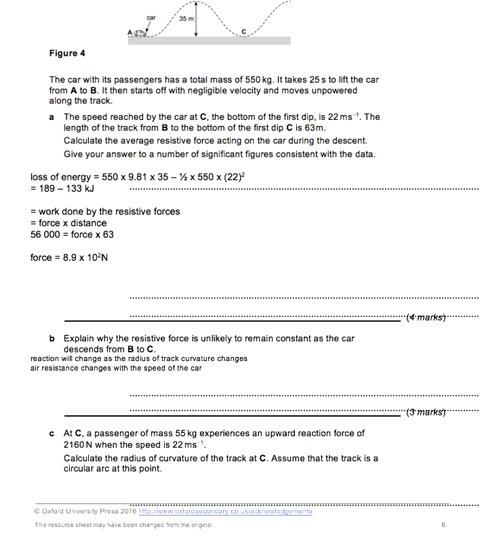 car
35 m
A
C
Figure 4
The car with its passengers has a total mass of 550 kg. It takes 25 s to lift the car
from A to B. It then starts off with negligible velocity and moves unpowered
along the track.
a The speed reached by the car at C, the bottom of the first dip, is 22 ms⁻¹. The
length of the track from B to the bottom of the first dip C is 63 m.
Calculate the average resistive force acting on the car during the descent.
Give your answer to a number of significant figures consistent with the data.
loss of energy = 550 x 9.81 x 35 – ½ x 550 x (22)²
= 189 – 133 kJ
= work done by the resistive forces
= force x distance
56 000 = force x 63
force = 8.9 x 10²N
(4 marks)
b Explain why the resistive force is unlikely to remain constant as the car
descends from B to C.
reaction will change as the radius of track curvature changes
air resistance changes with the speed of the car
(3 marks)
c At C, a passenger of mass 55 kg experiences an upward reaction force of
2160 N when the speed is 22 ms⁻¹.
Calculate the radius of curvature of the track at C. Assume that the track is a
circular arc at this point.
© Oxford University Press 2016 http://www.oxfordsecondary.co.uk/acknowledgements
This resource sheet may have been changed from the original
6